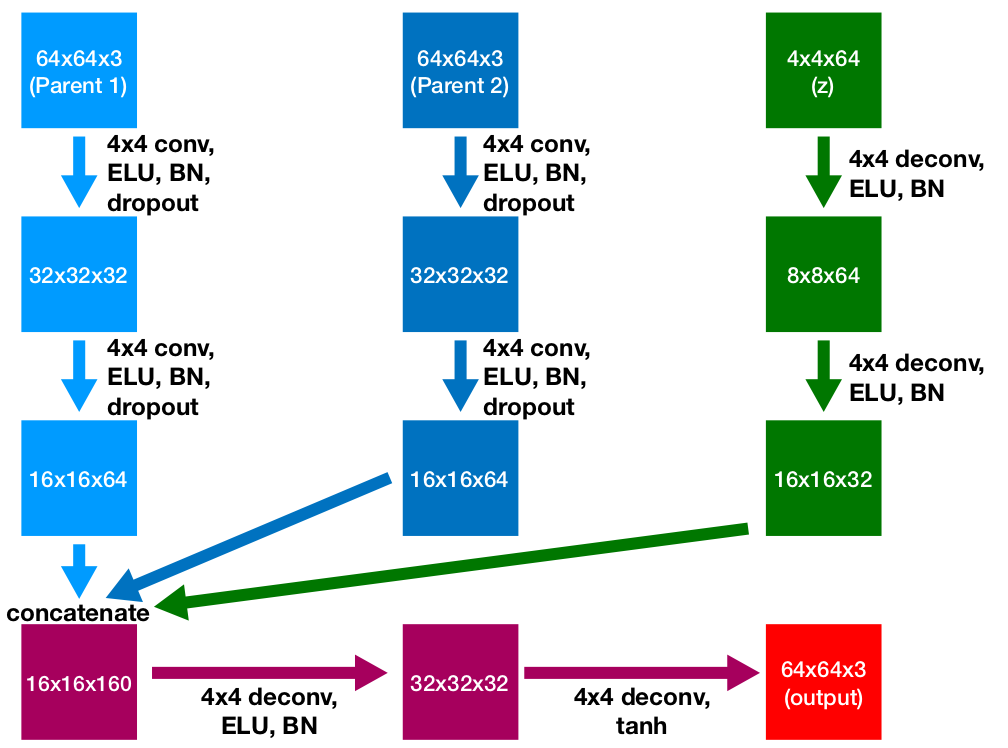 64x64x3
(Parent 1)
64x64x3
(Parent 2)
4x4x64
(z)
4x4 conv,
ELU, BN,
dropout
4x4 conv,
ELU, BN,
dropout
4x4 deconv,
ELU, BN
32x32x32
32x32x32
8x8x64
4x4 conv,
ELU, BN,
dropout
4x4 conv,
ELU, BN,
dropout
4x4 deconv,
ELU, BN
16x16x64
16x16x64
16x16x32
concatenate
16x16x160
4x4 deconv,
ELU, BN
32x32x32
4x4 deconv,
tanh
64x64x3
(output)